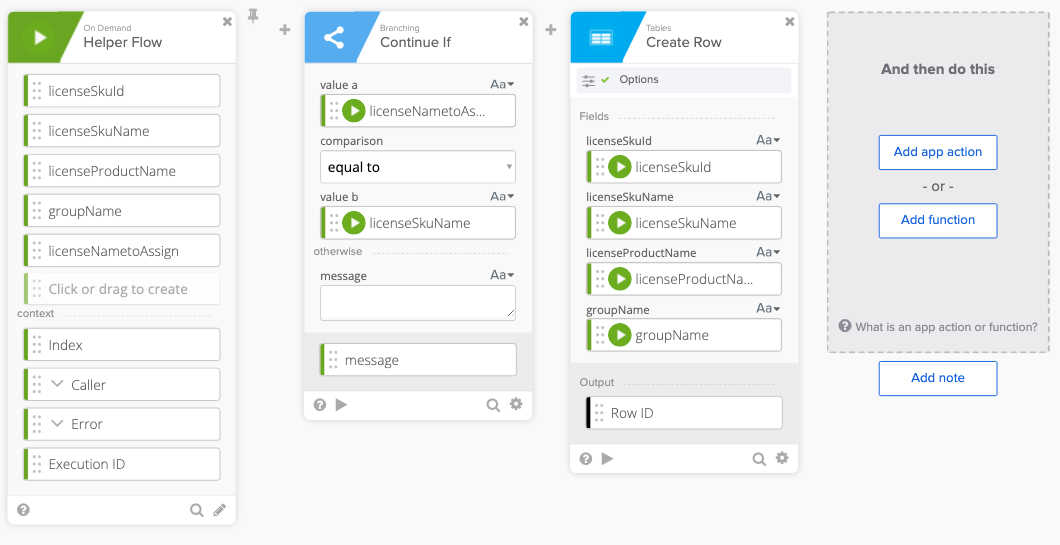 On Demand
Helper Flow
licenseSkuId
licenseSkuName
licenseProductName
groupName
licenseNametoAssign
Click or drag to create
context
Index
Caller
Error
Execution ID
Branching
Continue If
value a
Aa
licenseNametoAs...
comparison
equal to
value b
Aa
licenseSkuName
otherwise
message
Aa
message
Tables
Create Row
Options
Fields
licenseSkuId
Aa
licenseSkuId
licenseSkuName
Aa
licenseSkuName
licenseProductName
Aa
licenseProductNa...
groupName
Aa
groupName
Output
Row ID
And then do this
Add app action
- or -
Add function
What is an app action or function?
Add note